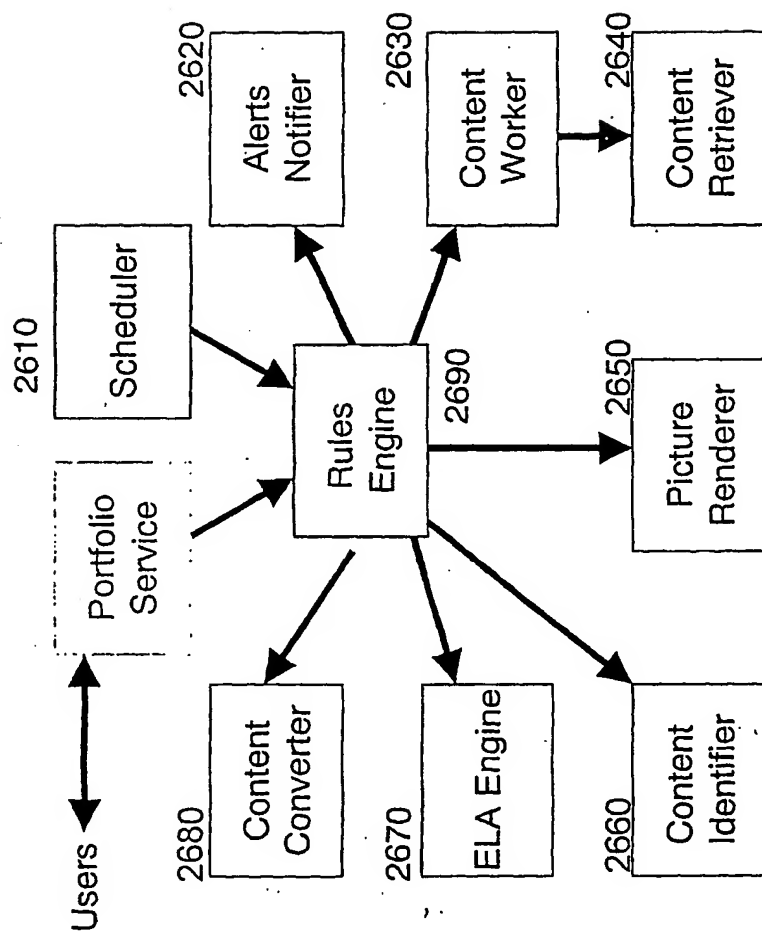 2610
Users
Portfolio
Service
Scheduler
2680
2620
Content
Converter
Alerts
Notifier
Rules
Engine
2690
2670
2630
ELA Engine
Content
Worker
2660
2650
2640
Content
Identifier
Picture
Renderer
Content
Retriever